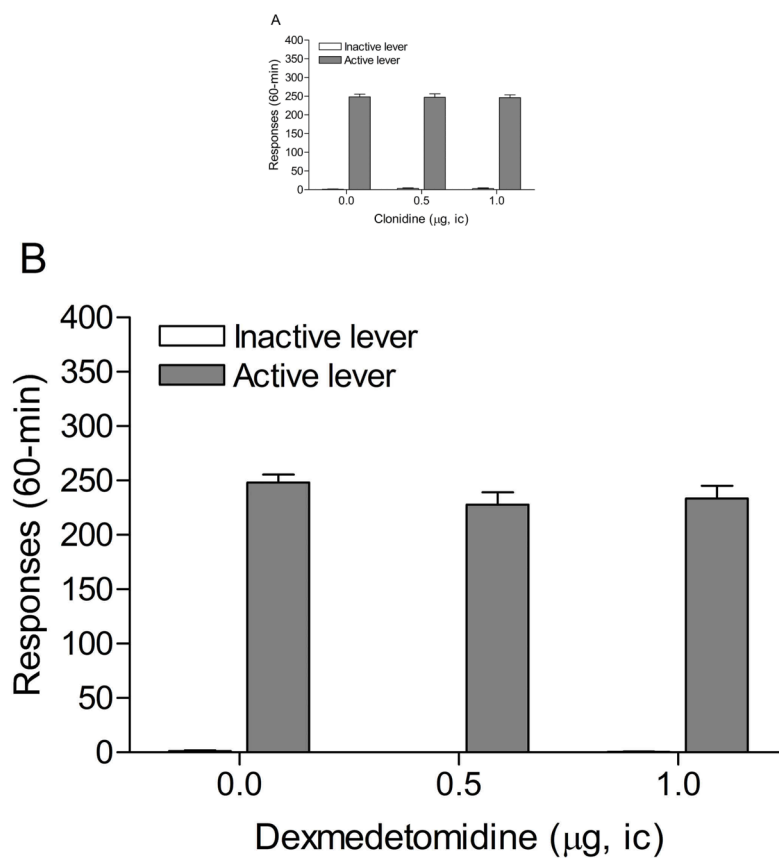 A
400
350
300
250
200
150
100
50
0
Responses (60-min)
Inactive lever
Active lever
0.0 0.5 1.0
Clonidine (μg, ic)
B
400
350
300
250
200
150
100
50
0
Responses (60-min)
Inactive lever
Active lever
0.0 0.5 1.0
Dexmedetomidine (μg, ic)